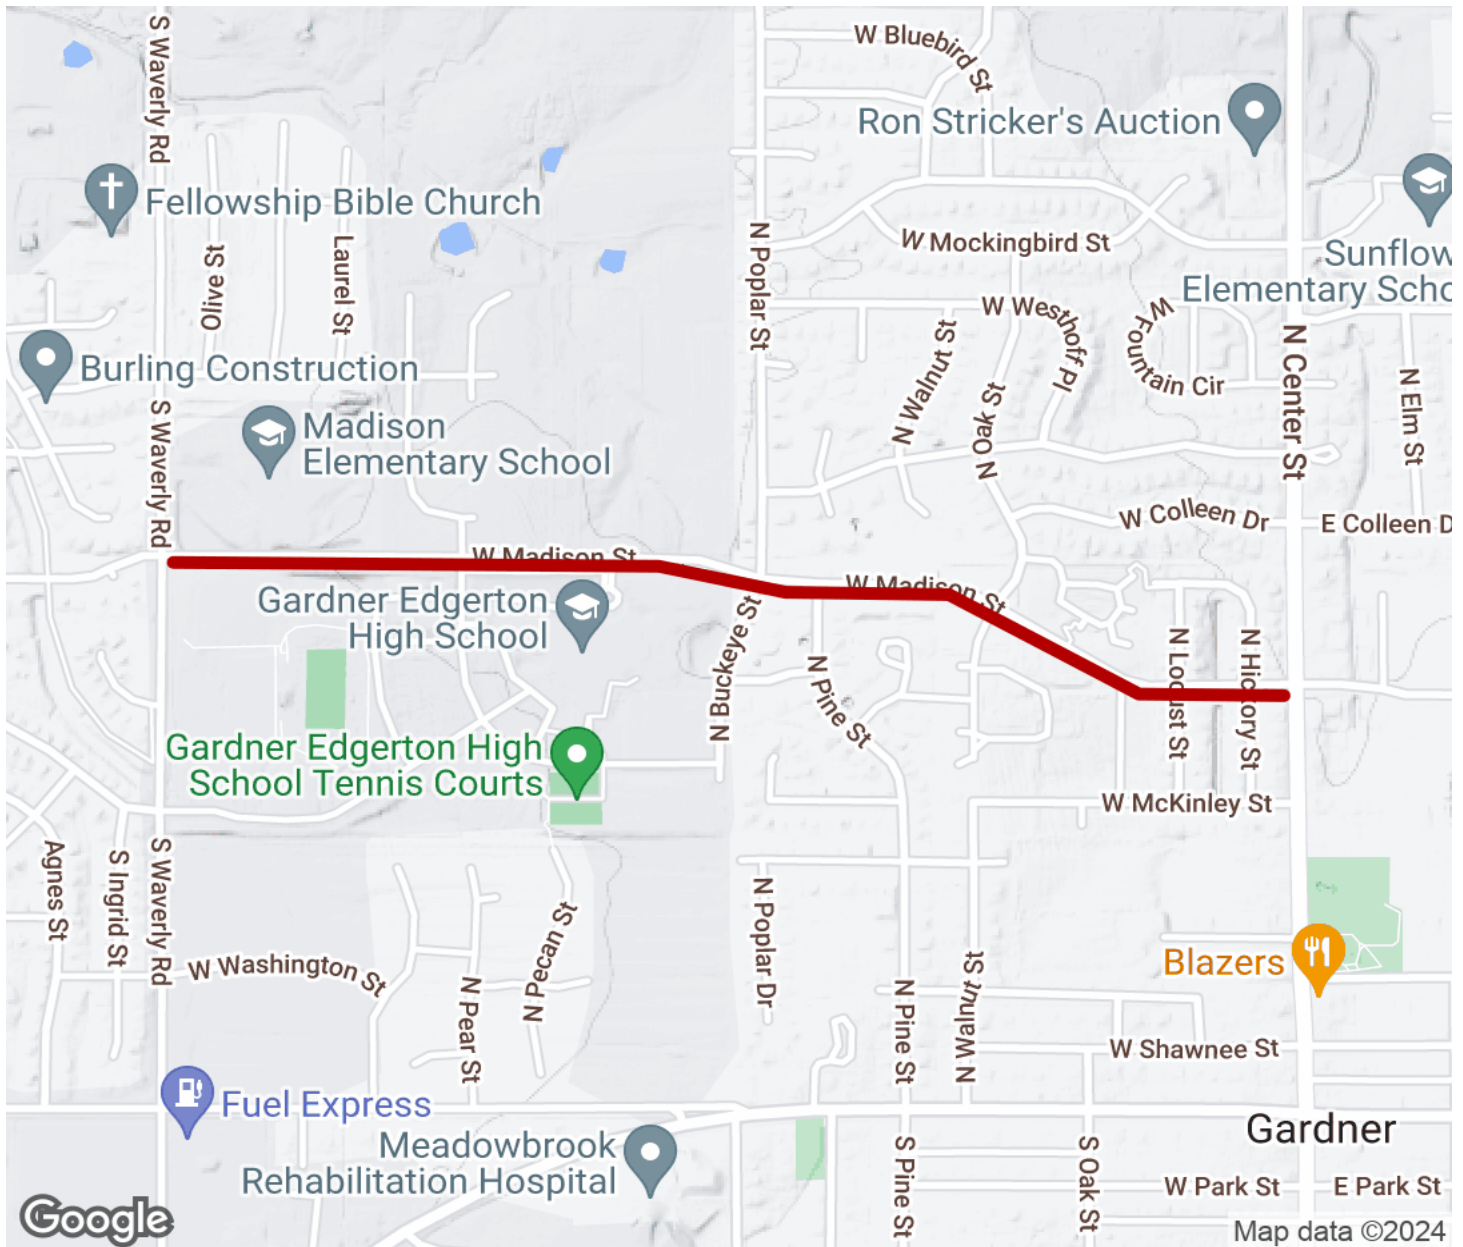 S Waverly Rd
W Bluebird St
Ron Stricker's Auction
Fellowship Bible Church
Olive St
Laurel St
N Poplar St
W Mockingbird St
Sunflow
Elementary Scho
W Westhoff Pl
W Fountain Cir
N Walnut St
N Center St
Burling Construction
N Elm St
N Oak St
S Waverly Rd
Madison
Elementary School
W Colleen Dr
E Colleen D
W Madison St
W Madison St
Gardner Edgerton
High School
N Buckeye St
N Pine St
N Locust St
N Hickory St
Gardner Edgerton High
School Tennis Courts
W McKinley St
Agnes St
S Ingrid St
S Waverly Rd
W Washington St
N Pear St
N Pecan St
N Poplar Dr
N Pine St
N Walnut St
Blazers
W Shawnee St
Fuel Express
Gardner
Meadowbrook
Rehabilitation Hospital
S Pine St
S Oak St
W Park St
E Park St
Google
Map data ©2024